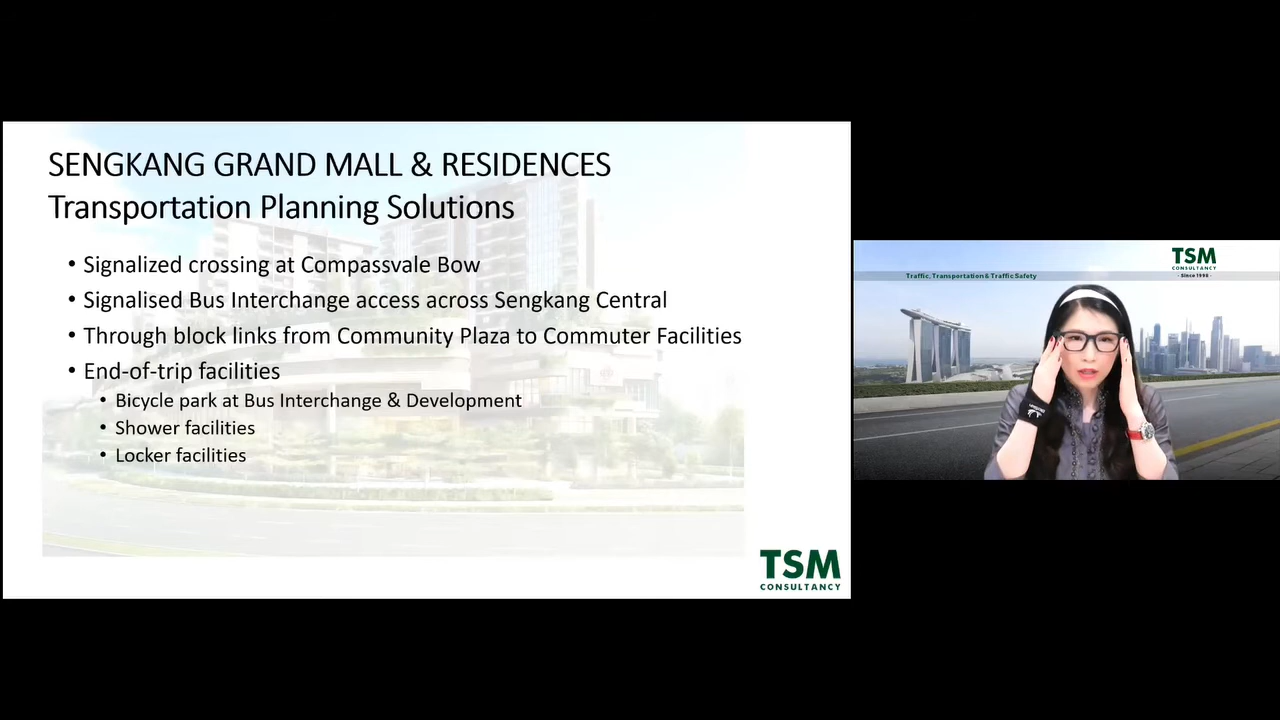 SENGKANG GRAND MALL & RESIDENCES
Transportation Planning Solutions
• Signalized crossing at Compassvale Bow
• Signalised Bus Interchange access across Sengkang Central
• Through block links from Community Plaza to Commuter Facilities
• End-of-trip facilities
• Bicycle park at Bus Interchange & Development
• Shower facilities
• Locker facilities
TSM
CONSULTANCY
TSM
CONSULTANCY
- Since 1998 -
Traffic, Transportation & Traffic Safety